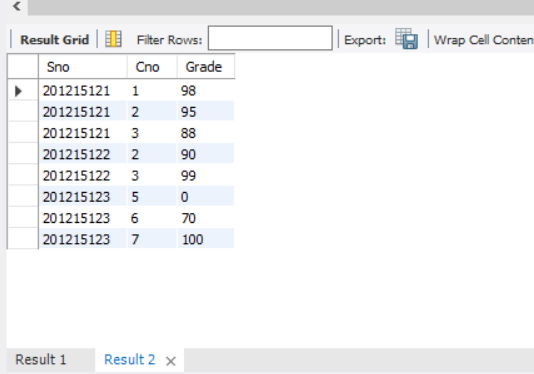 Result Grid Filter Rows: Export: Wrap Cell Conten
Sno Cno Grade
201215121 1 98
201215121 2 95
201215121 3 88
201215122 2 90
201215122 3 99
201215123 5 0
201215123 6 70
201215123 7 100
Result 1 Result 2